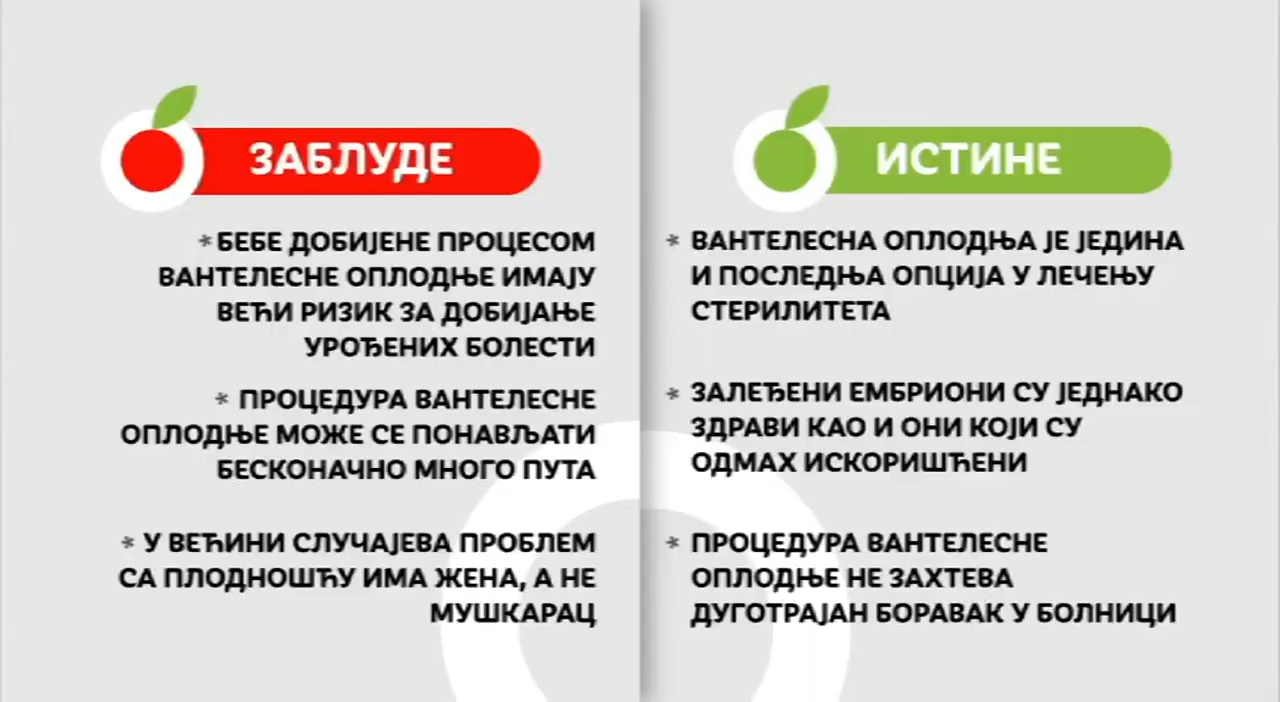 ЗАБЛУДЕ
*БЕБЕ ДОБИЈЕНЕ ПРОЦЕСОМ
ВАНТЕЛЕСНЕ ОПЛОДЊЕ ИМАЈУ
ВЕЋИ РИЗИК ЗА ДОБИЈАЊЕ
УРОЂЕНИХ БОЛЕСТИ
* ПРОЦЕДУРА ВАНТЕЛЕСНЕ
ОПЛОДЊЕ МОЖЕ СЕ ПОНАВЉАТИ
БЕСКОНАЧНО МНОГО ПУТА
* У ВЕЋИНИ СЛУЧАЈЕВА ПРОБЛЕМ
СА ПЛОДНОШЋУ ИМА ЖЕНА, А НЕ
МУШКАРАЦ
ИСТИНЕ
* ВАНТЕЛЕСНА ОПЛОДЊА ЈЕ ЈЕДИНА
И ПОСЛЕДЊА ОПЦИЈА У ЛЕЧЕЊУ
СТЕРИЛИТЕТА
* ЗАЛЕЂЕНИ ЕМБРИОНИ СУ ЈЕДНАКО
ЗДРАВИ КАО И ОНИ КОЈИ СУ
ОДМАХ ИСКОРИШЋЕНИ
* ПРОЦЕДУРА ВАНТЕЛЕСНЕ
ОПЛОДЊЕ НЕ ЗАХТЕВА
ДУГОТРАЈАН БОРАВАК У БОЛНИЦИ